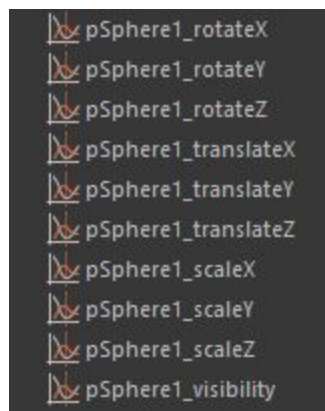 pSphere1_rotateX
pSphere1_rotateY
pSphere1_rotateZ
pSphere1_translateX
pSphere1_translateY
pSphere1_translateZ
pSphere1_scaleX
pSphere1_scaleY
pSphere1_scaleZ
pSphere1_visibility